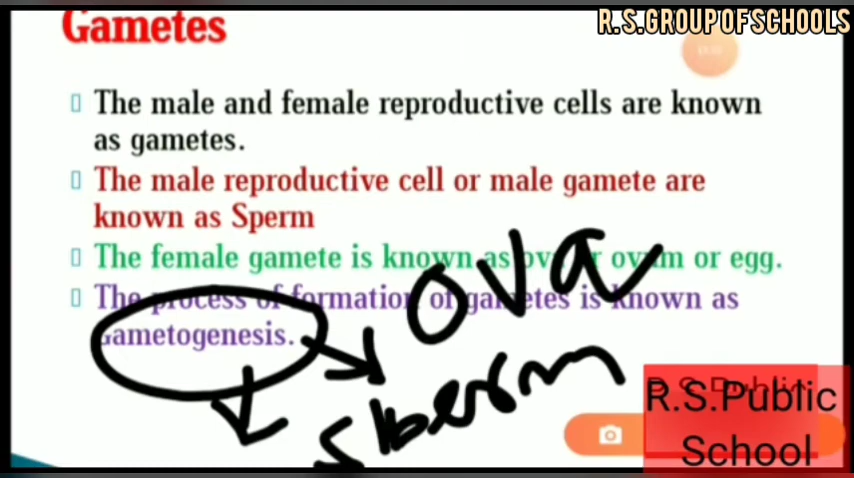 R.S.GROUP OF SCHOOLS
Gametes
The male and female reproductive cells are known
as gametes.
The male reproductive cell or male gamete are
known as Sperm
The female gamete is known as ova or ovum or egg.
The process of formation of gametes is known as
Gametogenesis.
ova
sperm
R.S.Public
School